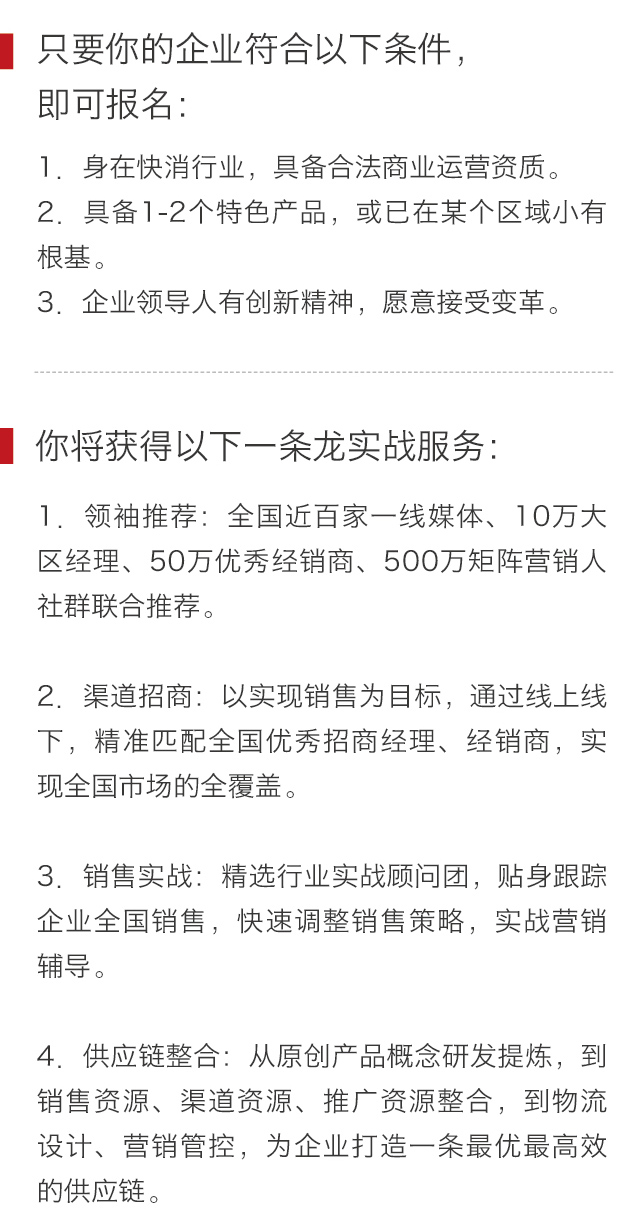 只要你的企业符合以下条件，
即可报名：
1．身在快消行业，具备合法商业运营资质。
2．具备1-2个特色产品，或已在某个区域小有
根基。
3．企业领导人有创新精神，愿意接受变革。
你将获得以下一条龙实战服务：
1．领袖推荐：全国近百家一线媒体、10万大
区经理、50万优秀经销商、500万矩阵营销人
社群联合推荐。
2．渠道招商：以实现销售为目标，通过线上线
下，精准匹配全国优秀招商经理、经销商，实
现全国市场的全覆盖。
3．销售实战：精选行业实战顾问团，贴身跟踪
企业全国销售，快速调整销售策略，实战营销
辅导。
4．供应链整合：从原创产品概念研发提炼，到
销售资源、渠道资源、推广资源整合，到物流
设计、营销管控，为企业打造一条最优最高效
的供应链。